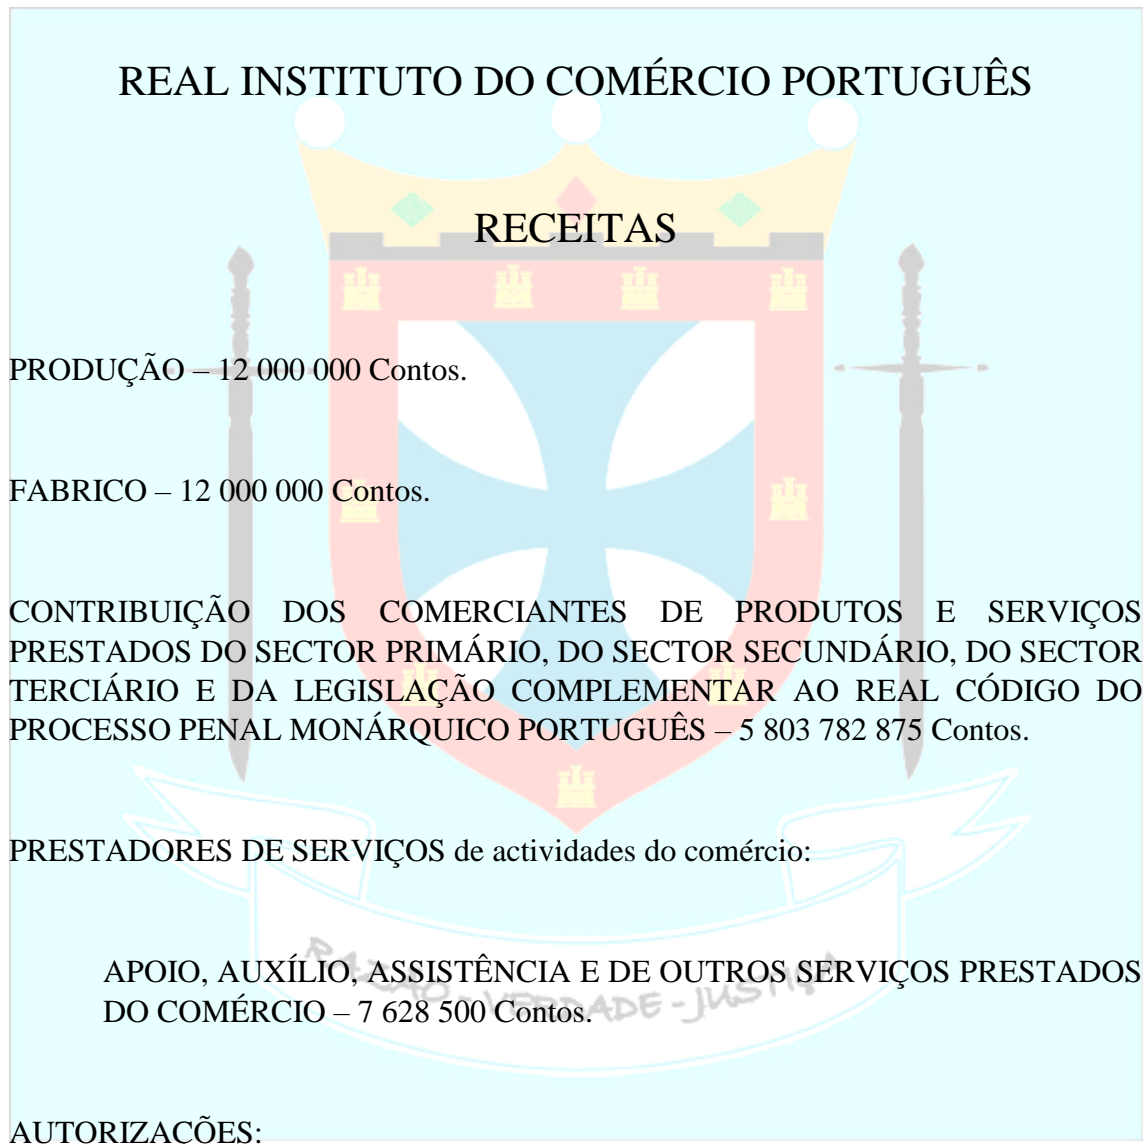 REAL INSTITUTO DO COMÉRCIO PORTUGUÊS
RECEITAS
PRODUÇÃO – 12 000 000 Contos.
FABRICO – 12 000 000 Contos.
CONTRIBUIÇÃO DOS COMERCIANTES DE PRODUTOS E SERVIÇOS
PRESTADOS DO SECTOR PRIMÁRIO, DO SECTOR SECUNDÁRIO, DO SECTOR
TERCIÁRIO E DA LEGISLAÇÃO COMPLEMENTAR AO REAL CÓDIGO DO
PROCESSO PENAL MONÁRQUICO PORTUGUÊS – 5 803 782 875 Contos.
PRESTADORES DE SERVIÇOS de actividades do comércio:
APOIO, AUXÍLIO, ASSISTÊNCIA E DE OUTROS SERVIÇOS PRESTADOS
DO COMÉRCIO – 7 628 500 Contos.
RAZÃO - VERDADE - JUSTIÇA
AUTORIZAÇÕES: